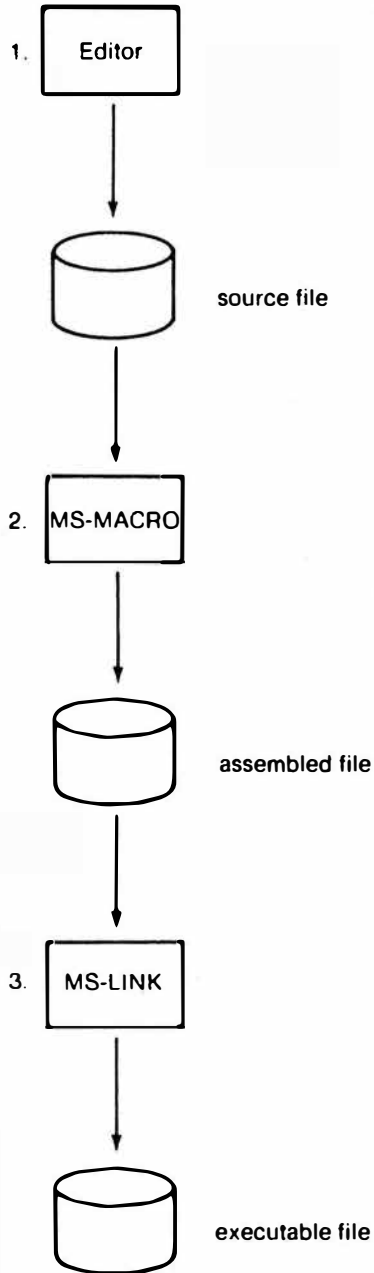 1. Editor
source file
2. MS-MACRO
assembled file
3. MS-LINK
executable file